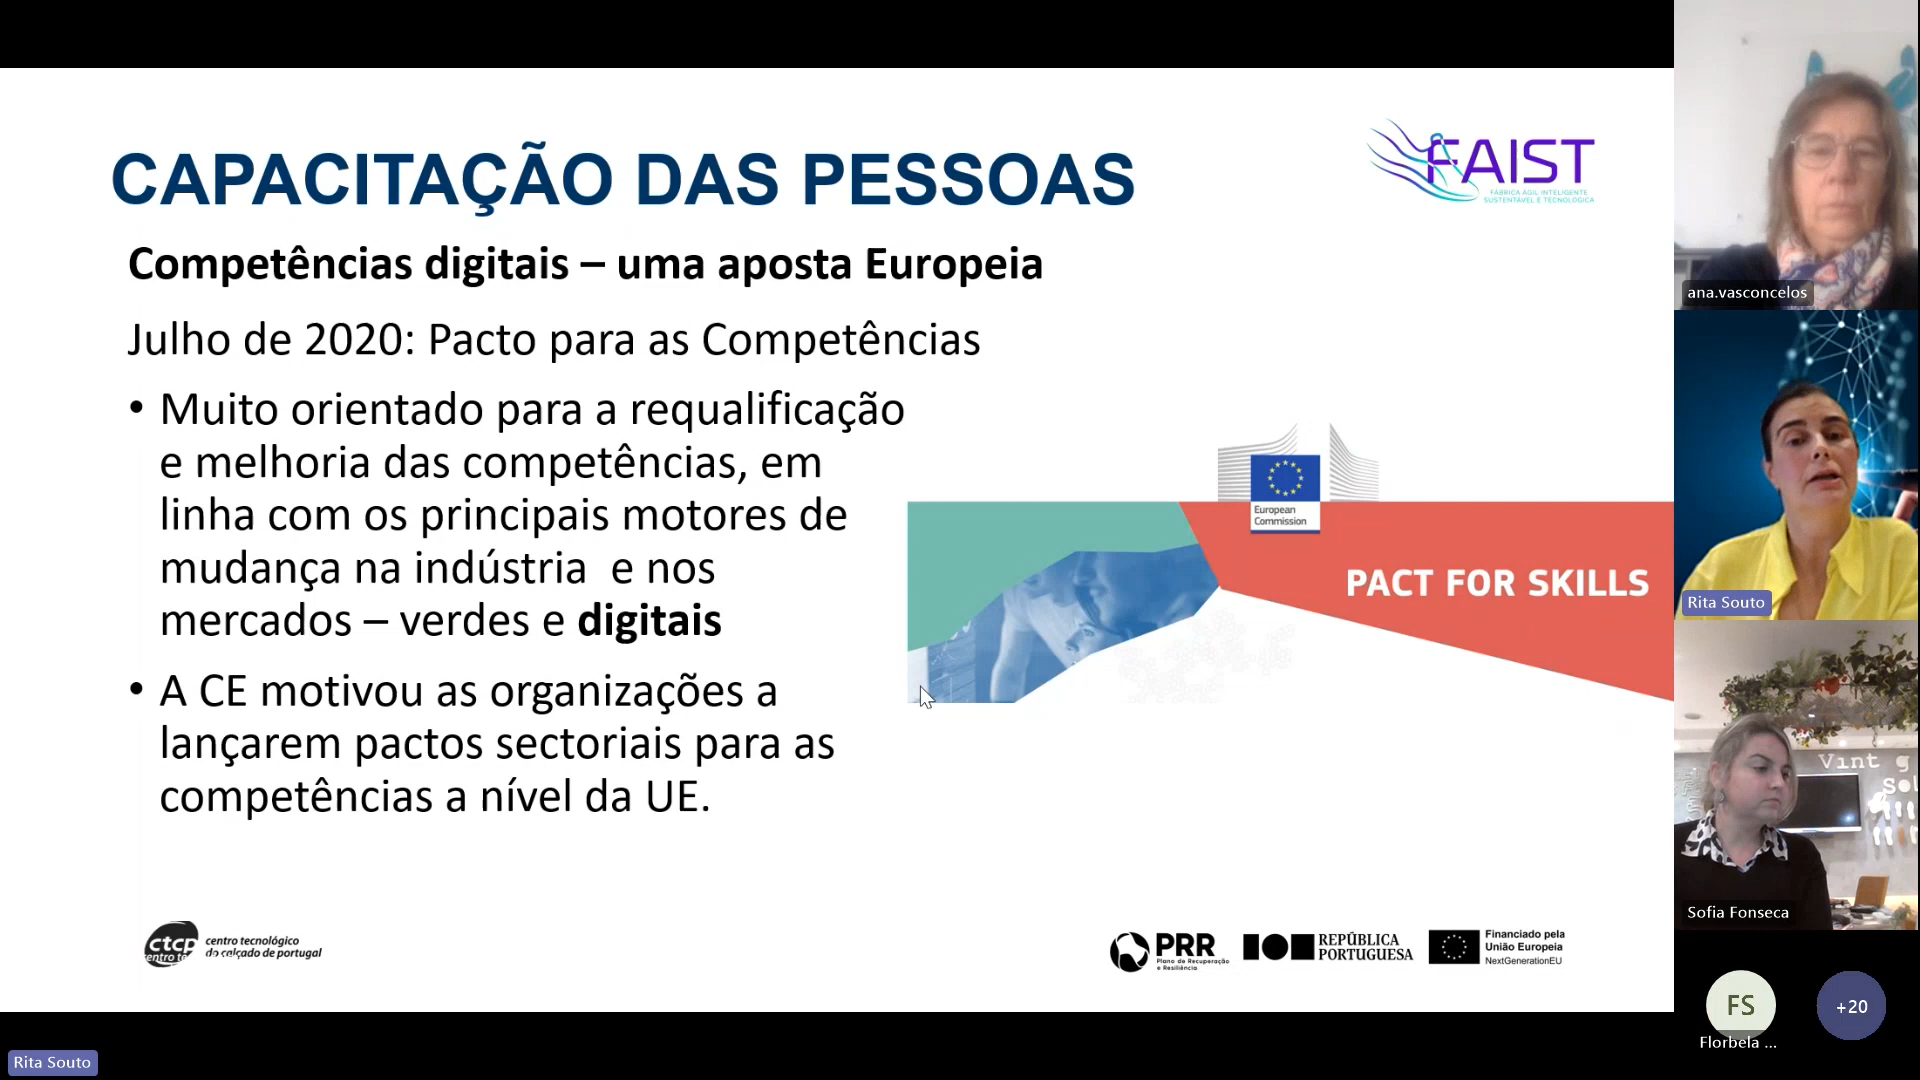 CAPACITAÇÃO DAS PESSOAS
FAIST
FÁBRICA ÁGIL INTELIGENTE
SUSTENTÁVEL E TECNOLÓGICA
Competências digitais – uma aposta Europeia
Julho de 2020: Pacto para as Competências
• Muito orientado para a requalificação
e melhoria das competências, em
linha com os principais motores de
mudança na indústria e nos
mercados – verdes e digitais
• A CE motivou as organizações a
lançarem pactos sectoriais para as
competências a nível da UE.
European
Commission
PACT FOR SKILLS
ctcp
centro tecnológico
do calçado de portugal
PRR
Plano de Recuperação
e Resiliência
REPÚBLICA
PORTUGUESA
Financiado pela
União Europeia
NextGenerationEU
ana.vasconcelos
Rita Souto
Vint g
Sol
Sofia Fonseca
FS
Florbela ...
+20
Rita Souto